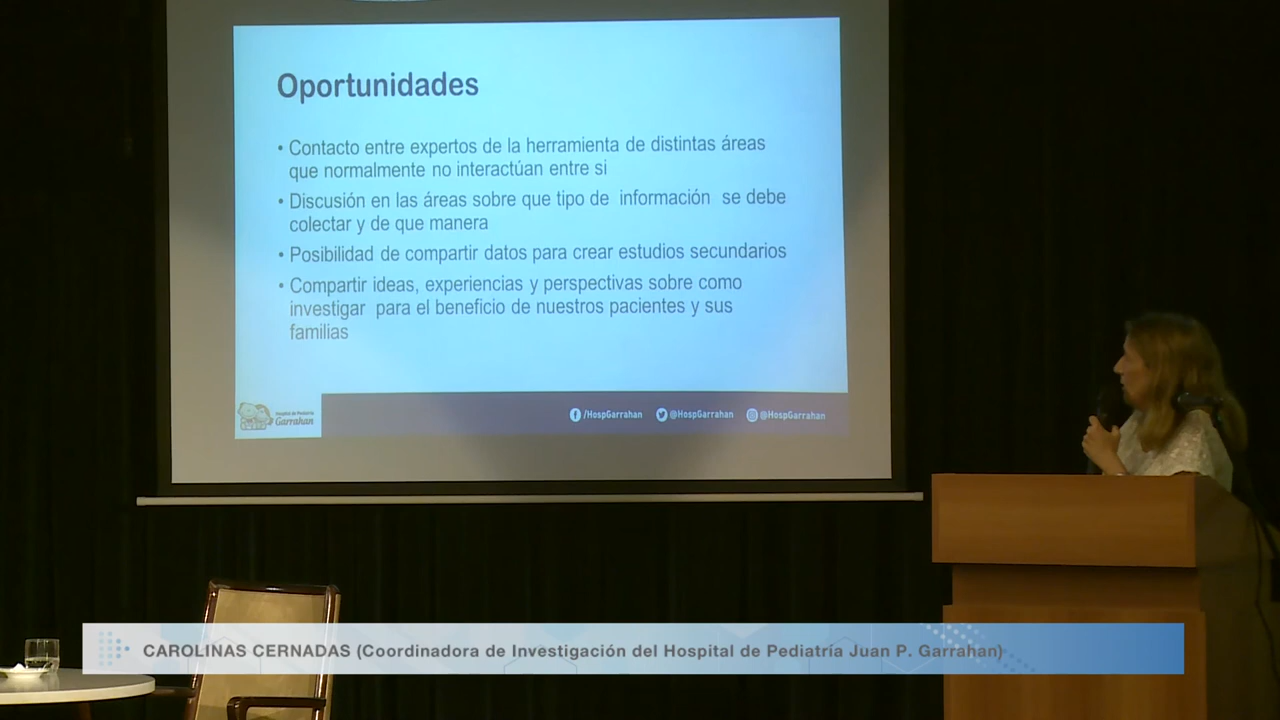 Oportunidades
• Contacto entre expertos de la herramienta de distintas áreas
que normalmente no interactúan entre si
• Discusión en las áreas sobre que tipo de información se debe
colectar y de que manera
• Posibilidad de compartir datos para crear estudios secundarios
• Compartir ideas, experiencias y perspectivas sobre como
investigar para el beneficio de nuestros pacientes y sus
familias
Hospital de Pediatría
Garrahan
/HospGarrahan @HospGarrahan @HospGarrahan
CAROLINAS CERNADAS (Coordinadora de Investigación del Hospital de Pediatría Juan P. Garrahan)